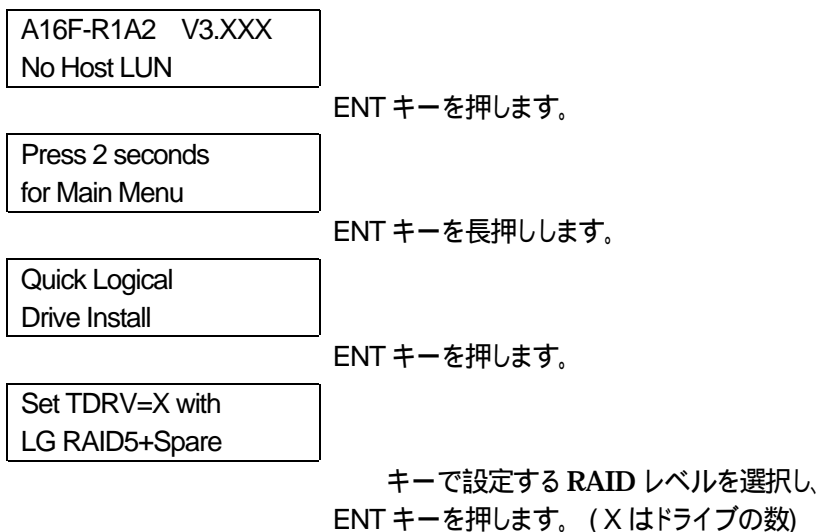 A16F-R1A2 V3.XXX
No Host LUN
ENT キーを押します。
Press 2 seconds
for Main Menu
ENT キーを長押しします。
Quick Logical
Drive Install
ENT キーを押します。
Set TDRV=X with
LG RAID5+Spare
キーで設定する RAID レベルを選択し、
ENT キーを押します。 ( X はドライブの数)